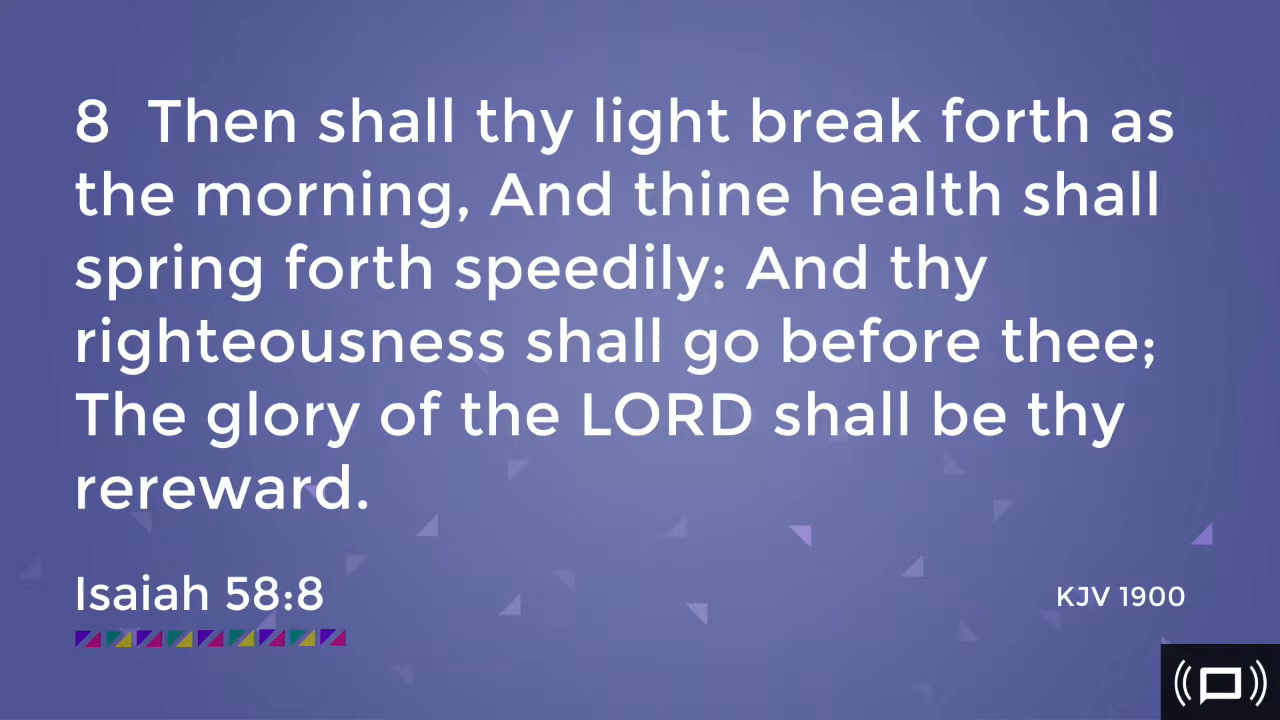 8 Then shall thy light break forth as
the morning, And thine health shall
spring forth speedily: And thy
righteousness shall go before thee;
The glory of the LORD shall be thy
rereward.
Isaiah 58:8
KJV 1900